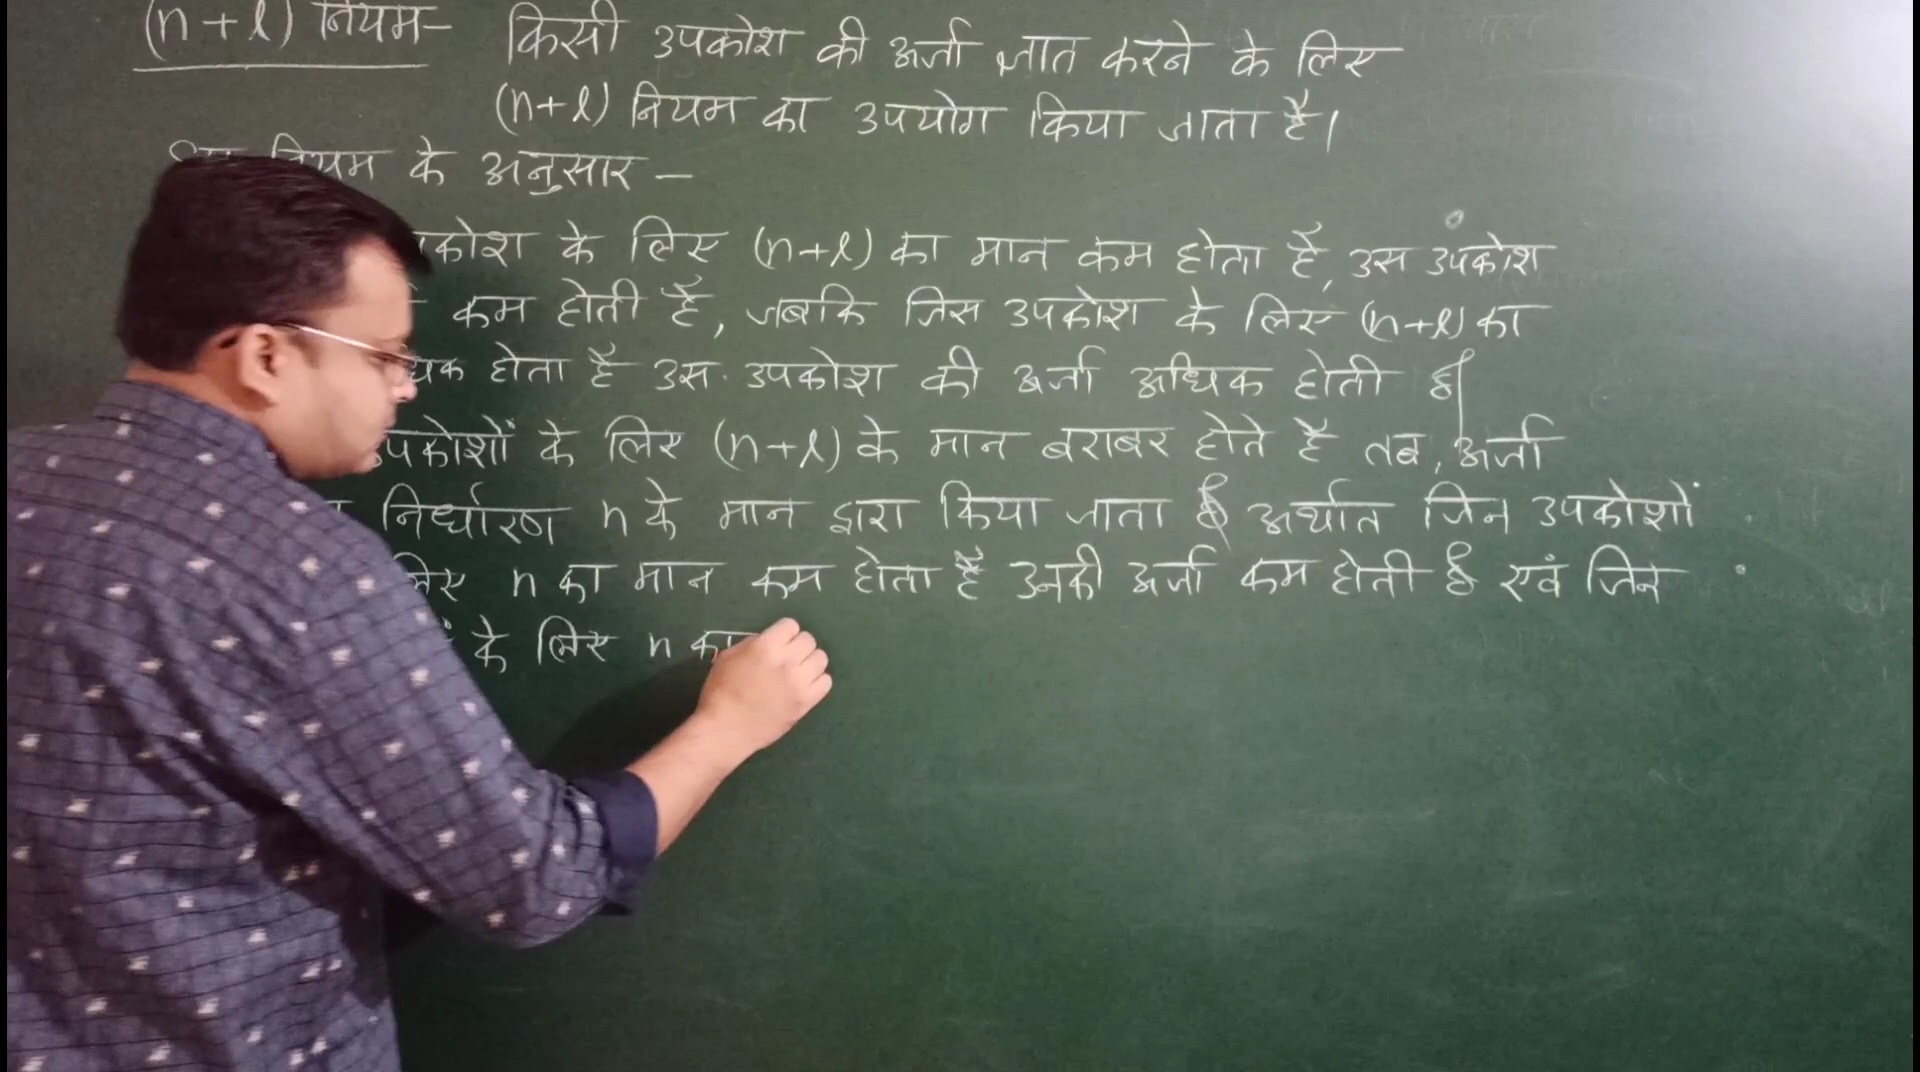 (n+l) नियम- किसी उपकोश की ऊर्जा ज्ञात करने के लिए
(n+l) नियम का उपयोग किया जाता है।
नियम के अनुसार -
के लिए (n+l) का मान कम होता है, उस उपकोश
कम होती है, जबकि जिस उपकोश के लिए (n+l) का
होता है उस उपकोश की ऊर्जा अधिक होती है।
उपकोशों के लिए (n+l) के मान बराबर होते है तब, ऊर्जा
निर्धारण n के मान द्वारा किया जाता है अर्थात जिन उपकोशों
n का मान कम होता है उनकी ऊर्जा कम होती है एवं जिन
के लिए n का